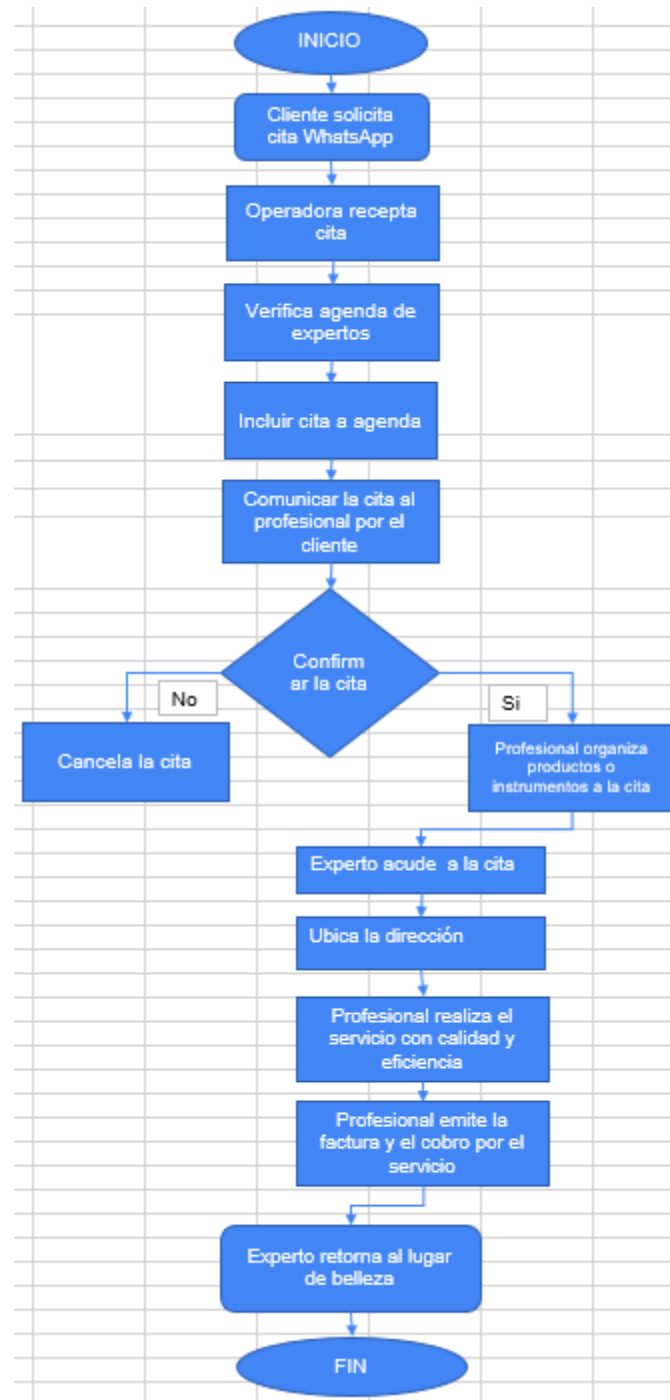 INICIO
Cliente solicita
cita WhatsApp
Operadora recepta
cita
Verifica agenda de
expertos
Incluir cita a agenda
Comunicar la cita al
profesional por el
cliente
Confirm
ar la cita
No
Si
Cancela la cita
Profesional organiza
productos o
instrumentos a la cita
Experto acude a la cita
Ubica la dirección
Profesional realiza el
servicio con calidad y
eficiencia
Profesional emite la
factura y el cobro por el
servicio
Experto retorna al lugar
de belleza
FIN